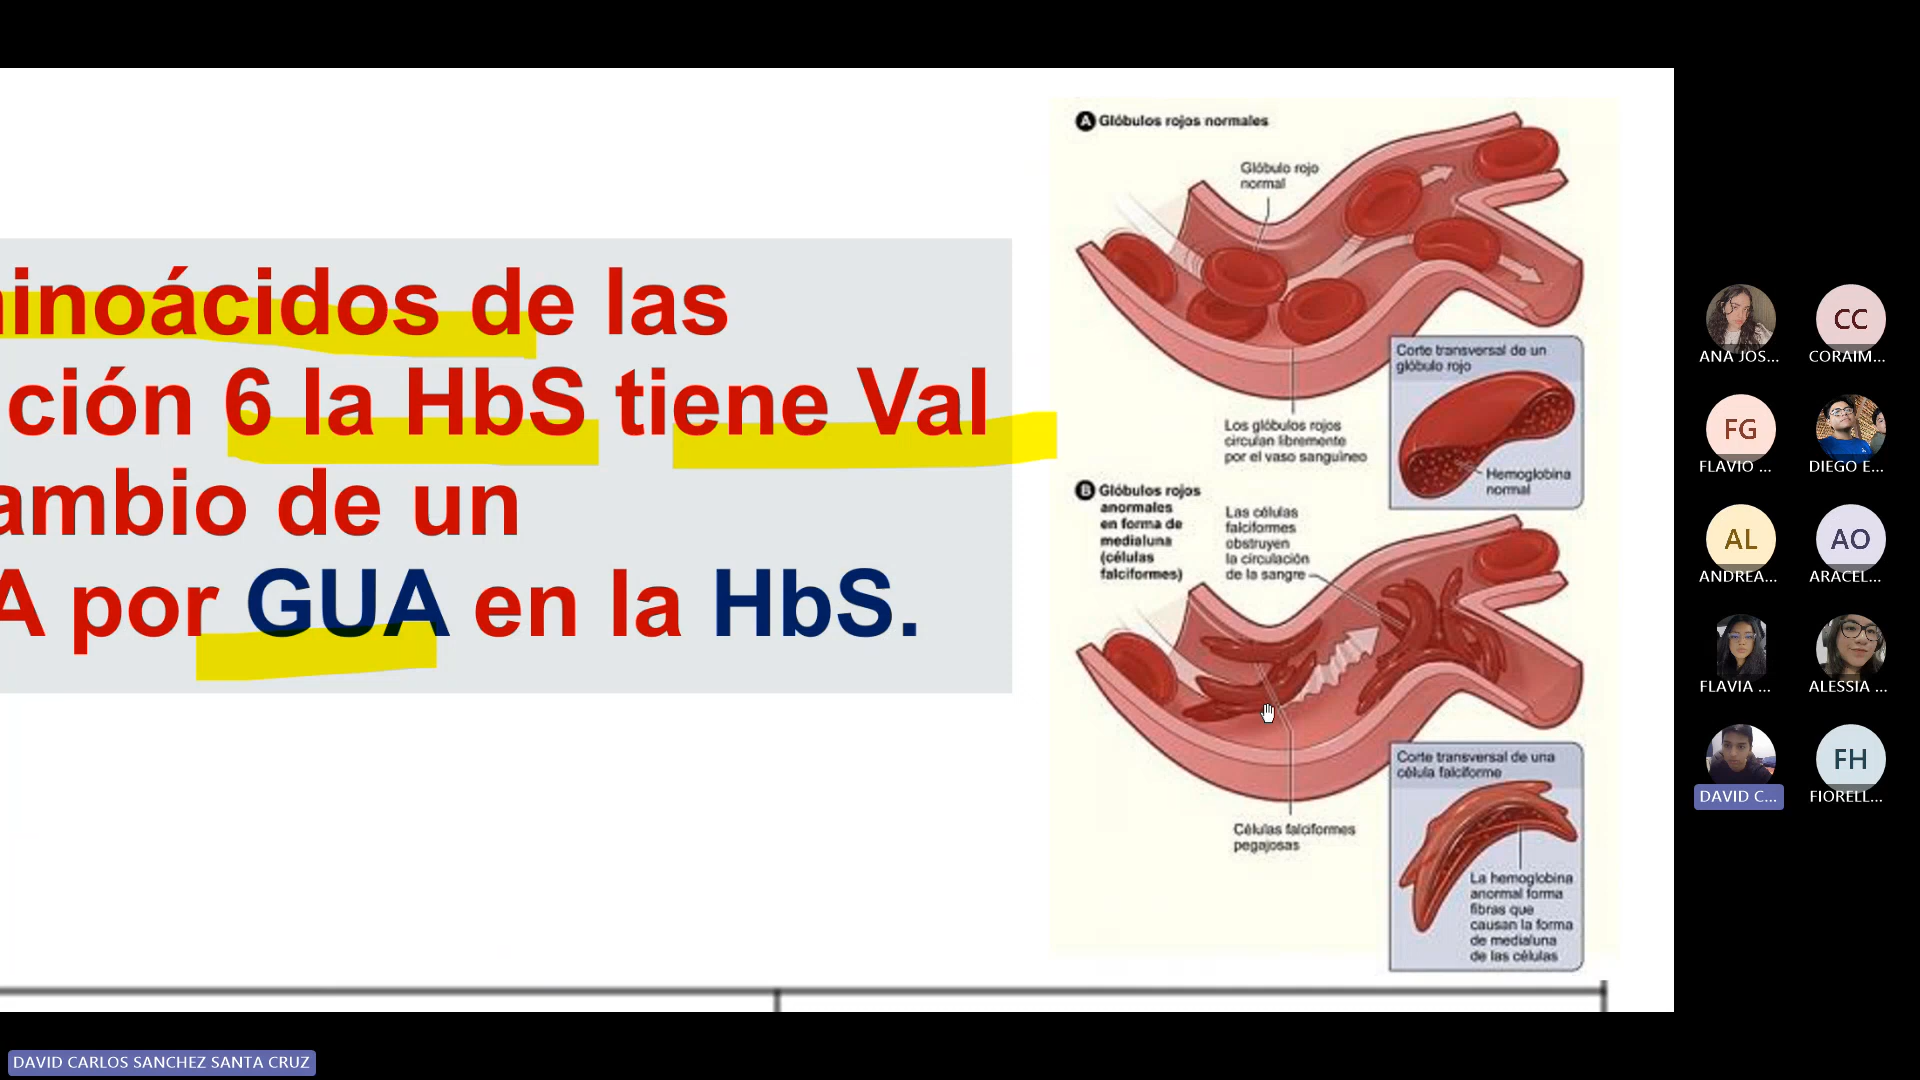 minoácidos de las
ción 6 la HbS tiene Val
ambio de un
A por GUA en la HbS.
A Glóbulos rojos normales
Glóbulo rojo
normal
Corte transversal de un
glóbulo rojo
Los glóbulos rojos
circulan libremente
por el vaso sanguíneo
Hemoglobina
normal
B Glóbulos rojos
anormales
en forma de
medialuna
(células
falciformes)
Las células
falciformes
obstruyen
la circulación
de la sangre
Corte transversal de una
célula falciforme
Células falciformes
pegajosas
La hemoglobina
anormal forma
fibras que
causan la forma
de medialuna
de las células
ANA JOS...
CC
CORAIM...
FG
FLAVIO ...
DIEGO E...
AL
ANDREA...
AO
ARACEL...
FLAVIA ...
ALESSIA ...
DAVID C...
FH
FIORELL...
DAVID CARLOS SANCHEZ SANTA CRUZ